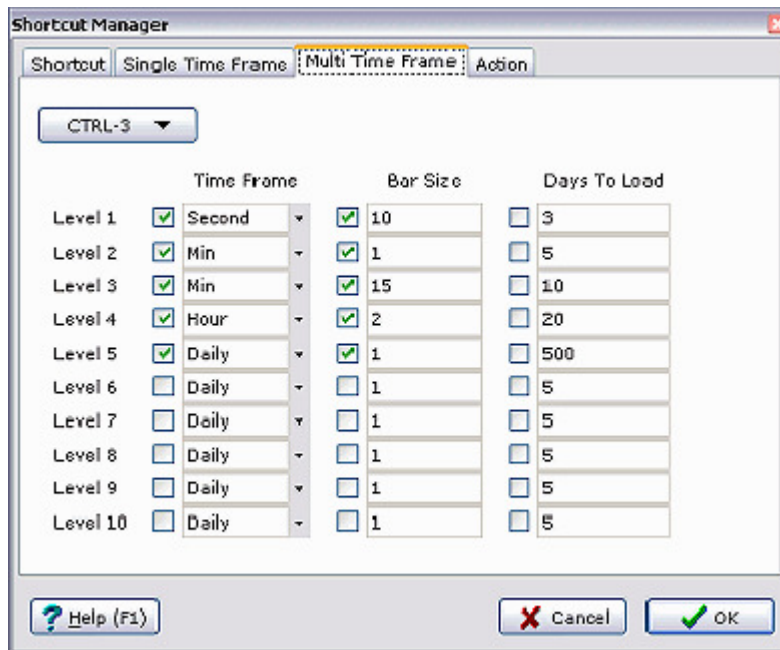 Shortcut Manager
Shortcut Single Time Frame Multi Time Frame Action
CTRL-3
Time Frame Bar Size Days To Load
Level 1 Second 10 3
Level 2 Min 1 5
Level 3 Min 15 10
Level 4 Hour 2 20
Level 5 Daily 1 500
Level 6 Daily 1 5
Level 7 Daily 1 5
Level 8 Daily 1 5
Level 9 Daily 1 5
Level 10 Daily 1 5
Help (F1) Cancel OK